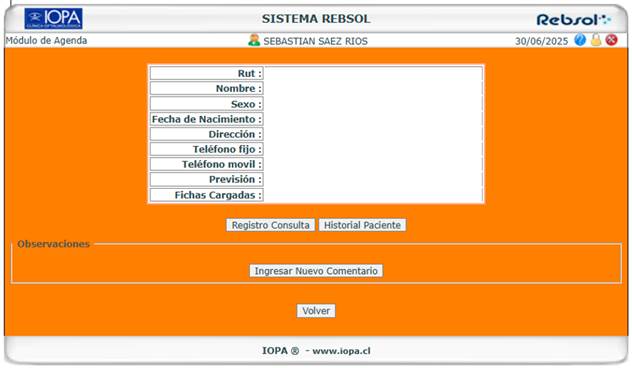 IOPA
CLÍNICA OFTALMOLÓGICA
SISTEMA REBSOL
Rebsol
Módulo de Agenda
SEBASTIAN SAEZ RIOS
30/06/2025
Rut :
Nombre :
Sexo :
Fecha de Nacimiento :
Dirección :
Teléfono fijo :
Teléfono movil :
Previsión :
Fichas Cargadas :
Registro Consulta Historial Paciente
Observaciones
Ingresar Nuevo Comentario
Volver
IOPA ® - www.iopa.cl